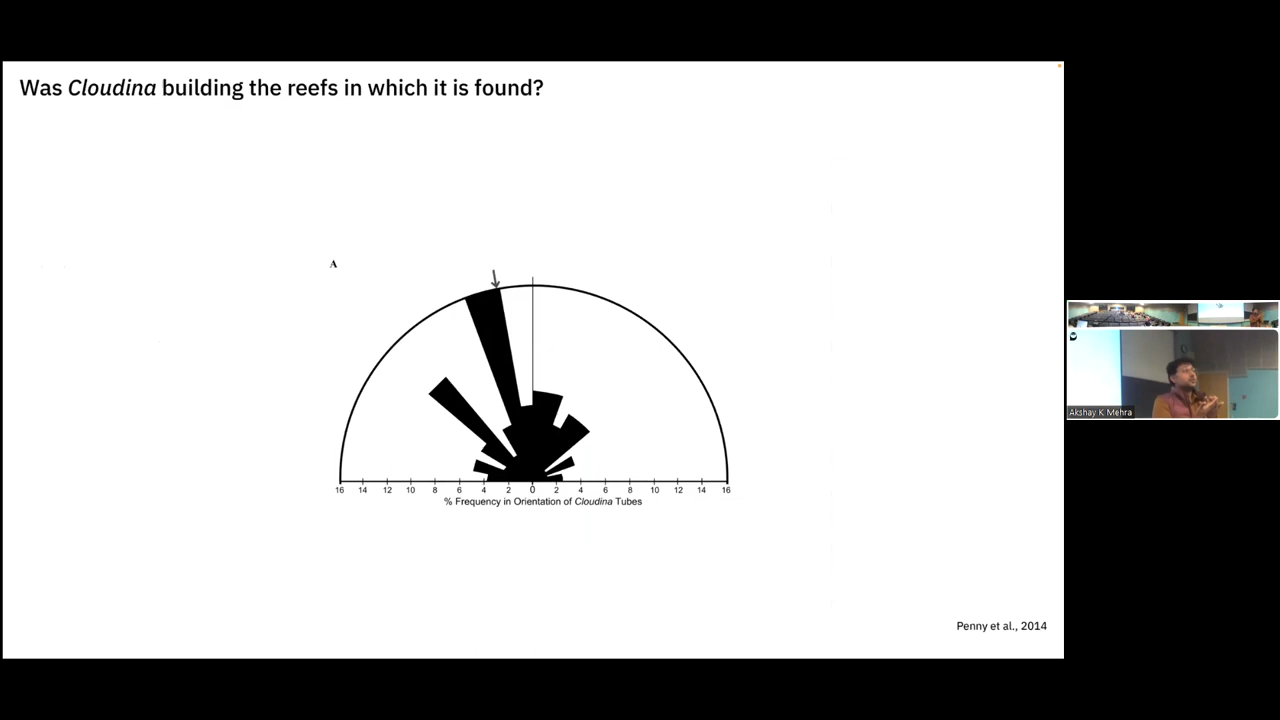 Was Cloudina building the reefs in which it is found?
A
16 14 12 10 8 6 4 2 0 2 4 6 8 10 12 14 16
% Frequency in Orientation of Cloudina Tubes
Akshay K Mehra
Penny et al., 2014